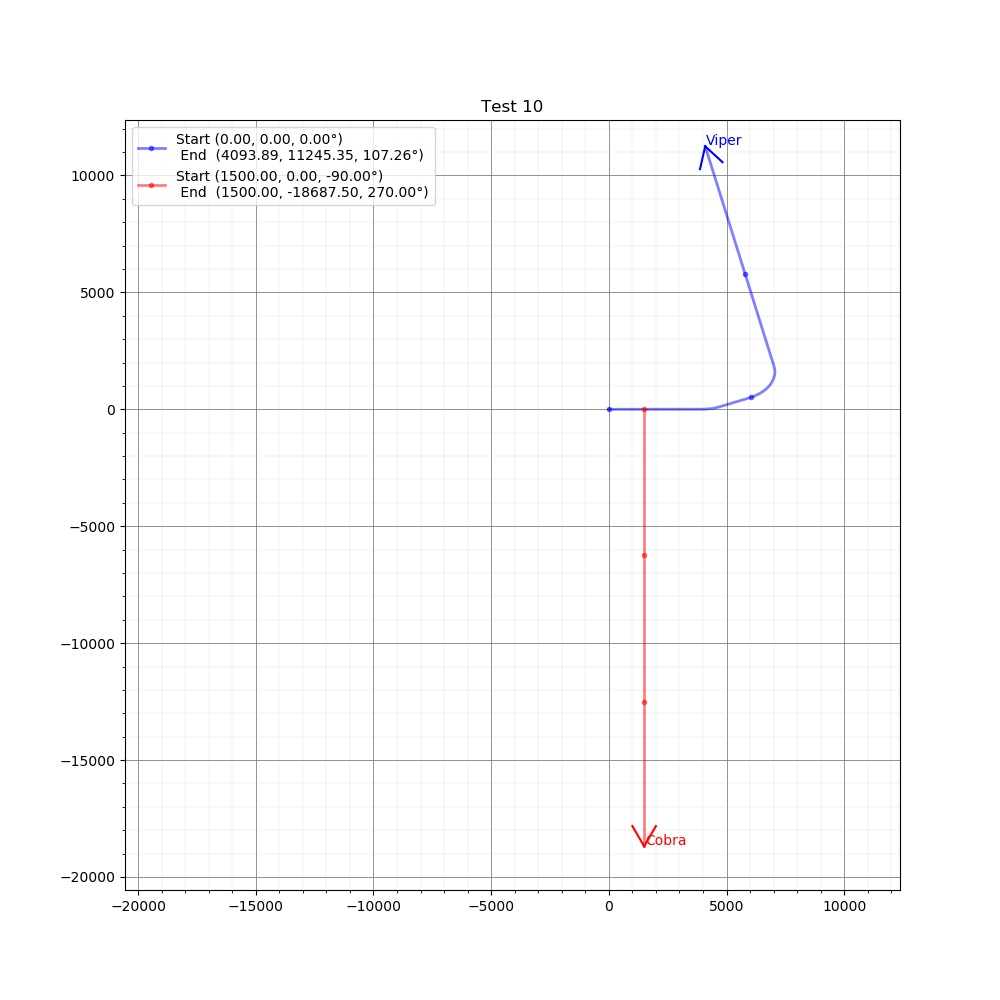 Test 10
Start (0.00, 0.00, 0.00°)
End (4093.89, 11245.35, 107.26°)
Start (1500.00, 0.00, -90.00°)
End (1500.00, -18687.50, 270.00°)
Viper
10000
5000
0
−5000
−10000
−15000
Cobra
−20000
−20000 −15000 −10000 −5000 0 5000 10000